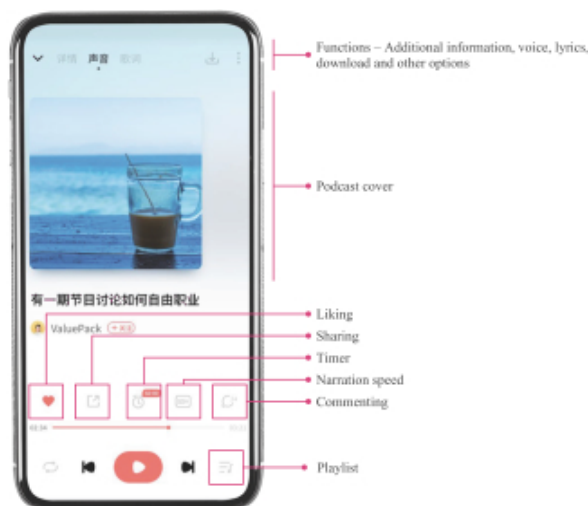 详情 声音 歌词
Functions – Additional information, voice, lyrics,
download and other options
Podcast cover
有一期节目讨论如何自由职业
ValuePack
+ 关注
Liking
Sharing
Timer
Narration speed
Commenting
Playlist